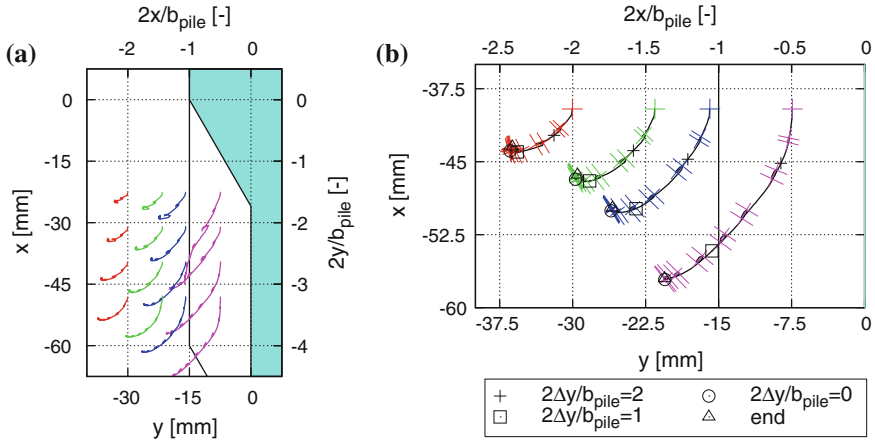 (a)
2x/b_pile [-]
-2 -1 0
x [mm]
0
-15
-30
-45
-60
0
-1
-2
-3
-4
2y/b_pile [-]
-30 -15 0
y [mm]
(b)
2x/b_pile [-]
-2.5 -2 -1.5 -1 -0.5 0
x [mm]
-37.5
-45
-52.5
-60
-37.5 -30 -22.5 -15 -7.5
y [mm]
2Δy/b_pile=2 2Δy/b_pile=0
2Δy/b_pile=1 end